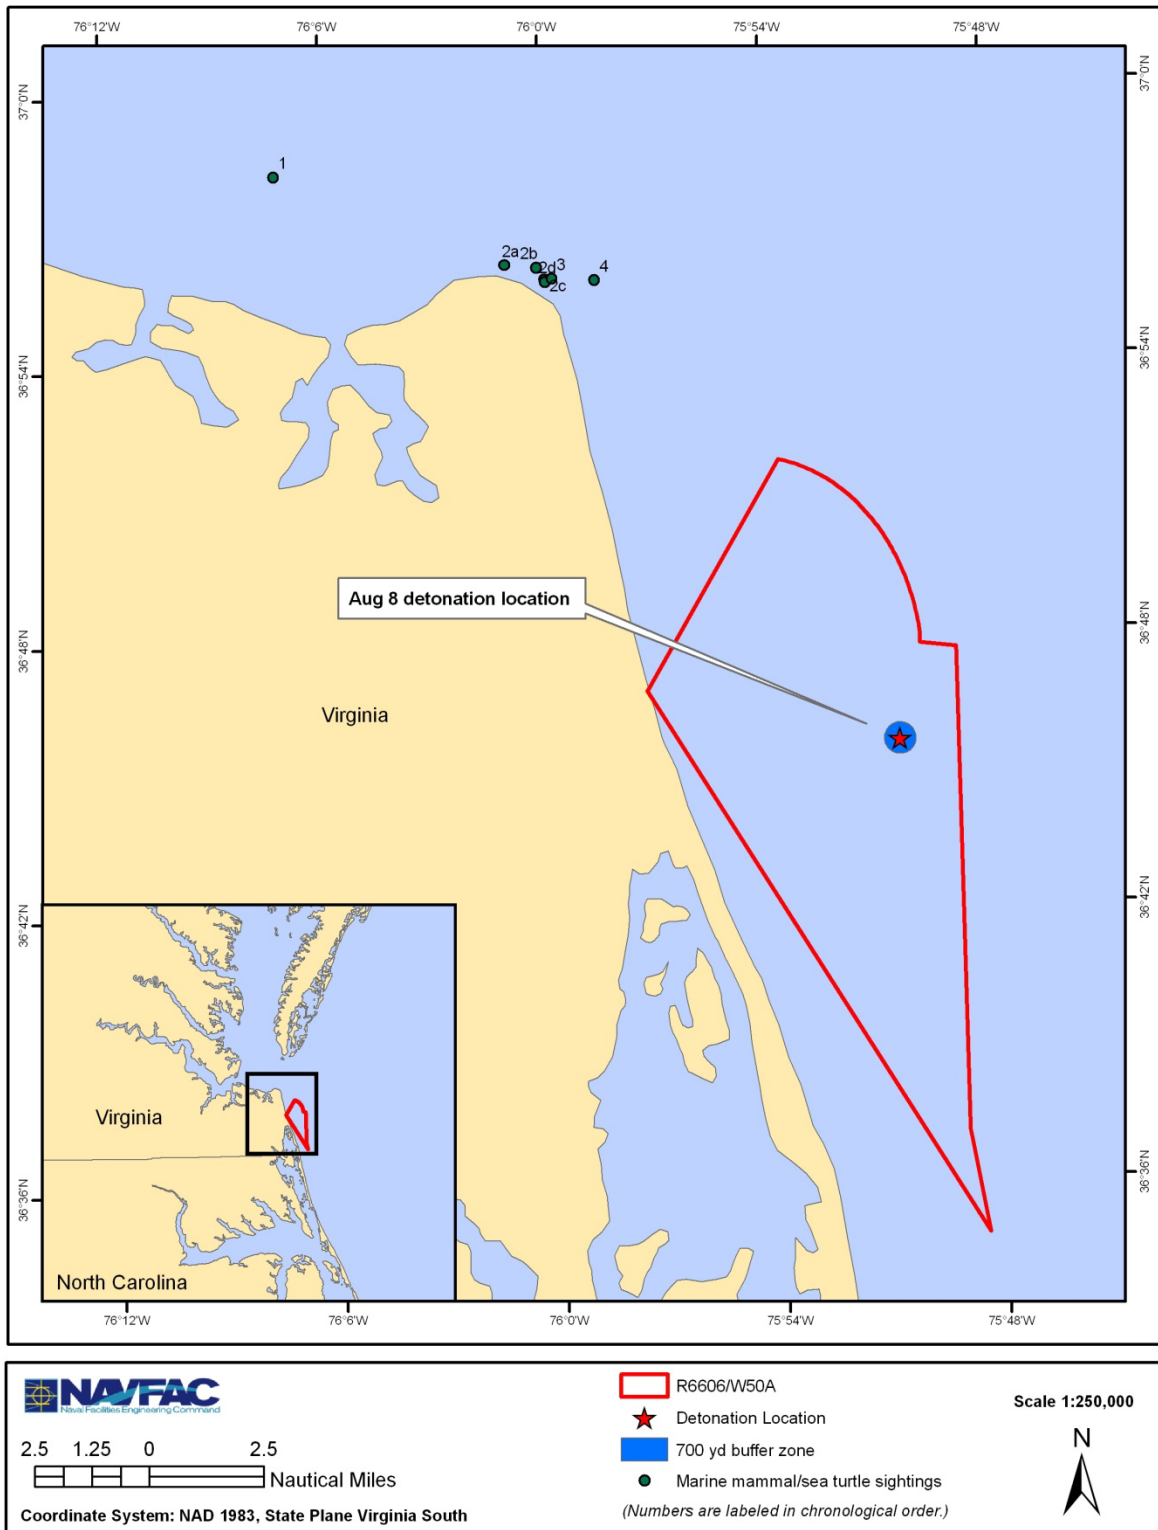 76°12'W 76°6'W 76°0'W 75°54'W 75°48'W
37°0'N
37°0'N
1
2a
2b
2d
3
4
2c
36°54'N
36°54'N
Aug 8 detonation location
36°48'N
36°48'N
Virginia
36°42'N
36°42'N
Virginia
36°36'N
36°36'N
North Carolina
76°12'W 76°6'W 76°0'W 75°54'W 75°48'W
NAVFAC
Naval Facilities Engineering Command
2.5 1.25 0 2.5
Nautical Miles
Coordinate System: NAD 1983, State Plane Virginia South
R6606/W50A
Detonation Location
700 yd buffer zone
Marine mammal/sea turtle sightings
(Numbers are labeled in chronological order.)
Scale 1:250,000
N